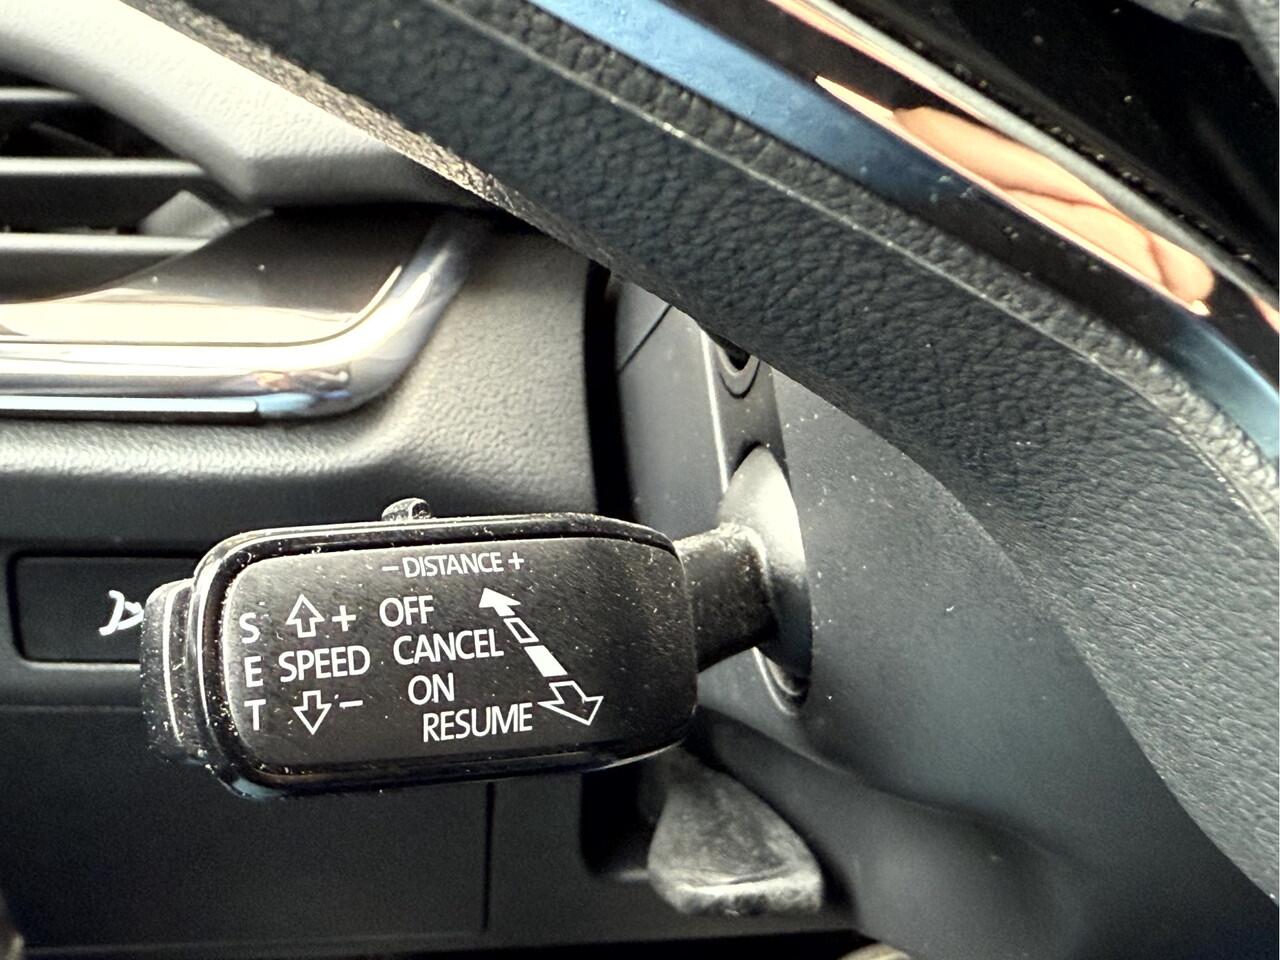 − DISTANCE +
S E T
+
SPEED
−
OFF
CANCEL
ON
RESUME